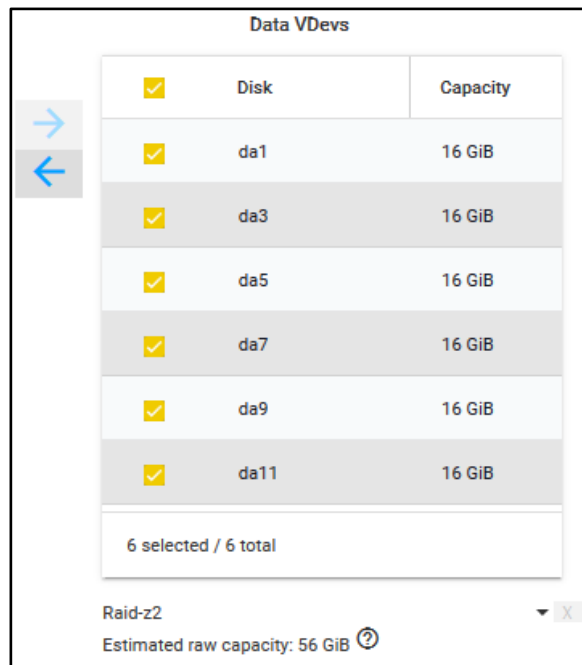 Data VDevs
Disk Capacity
da1 16 GiB
da3 16 GiB
da5 16 GiB
da7 16 GiB
da9 16 GiB
da11 16 GiB
6 selected / 6 total
Raid-z2 X
Estimated raw capacity: 56 GiB ?